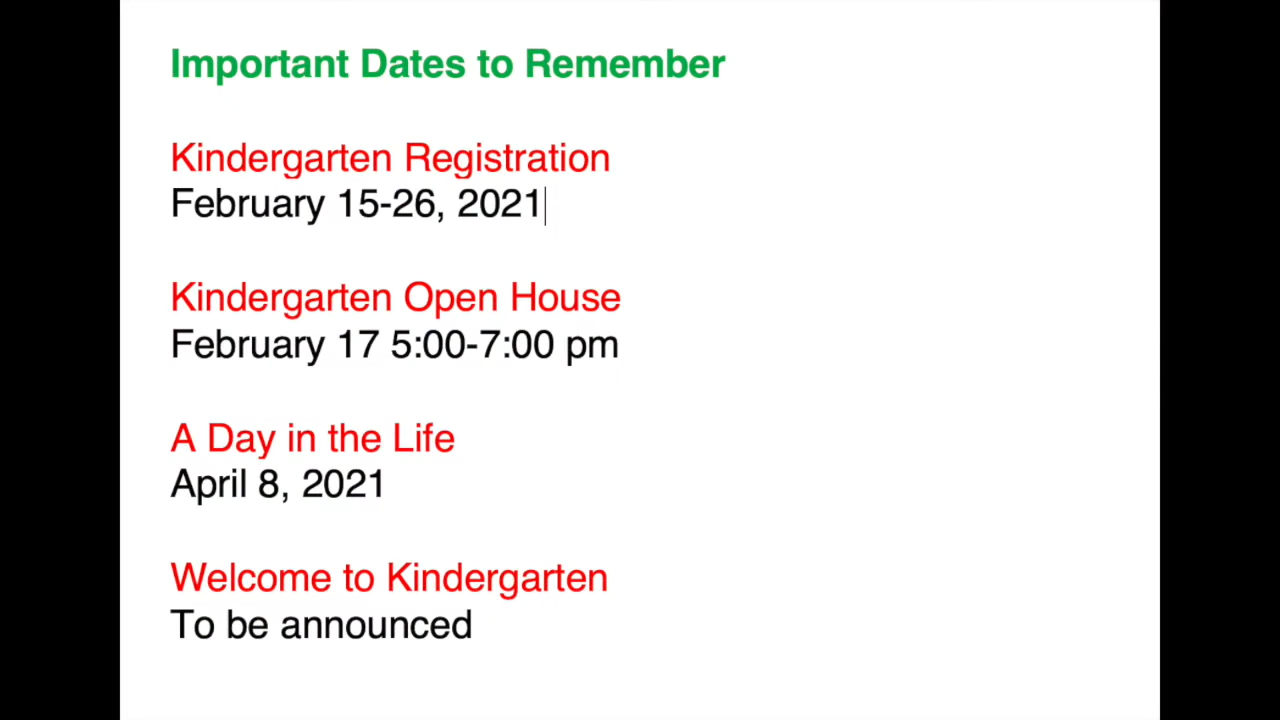 Important Dates to Remember
Kindergarten Registration
February 15-26, 2021
Kindergarten Open House
February 17 5:00-7:00 pm
A Day in the Life
April 8, 2021
Welcome to Kindergarten
To be announced